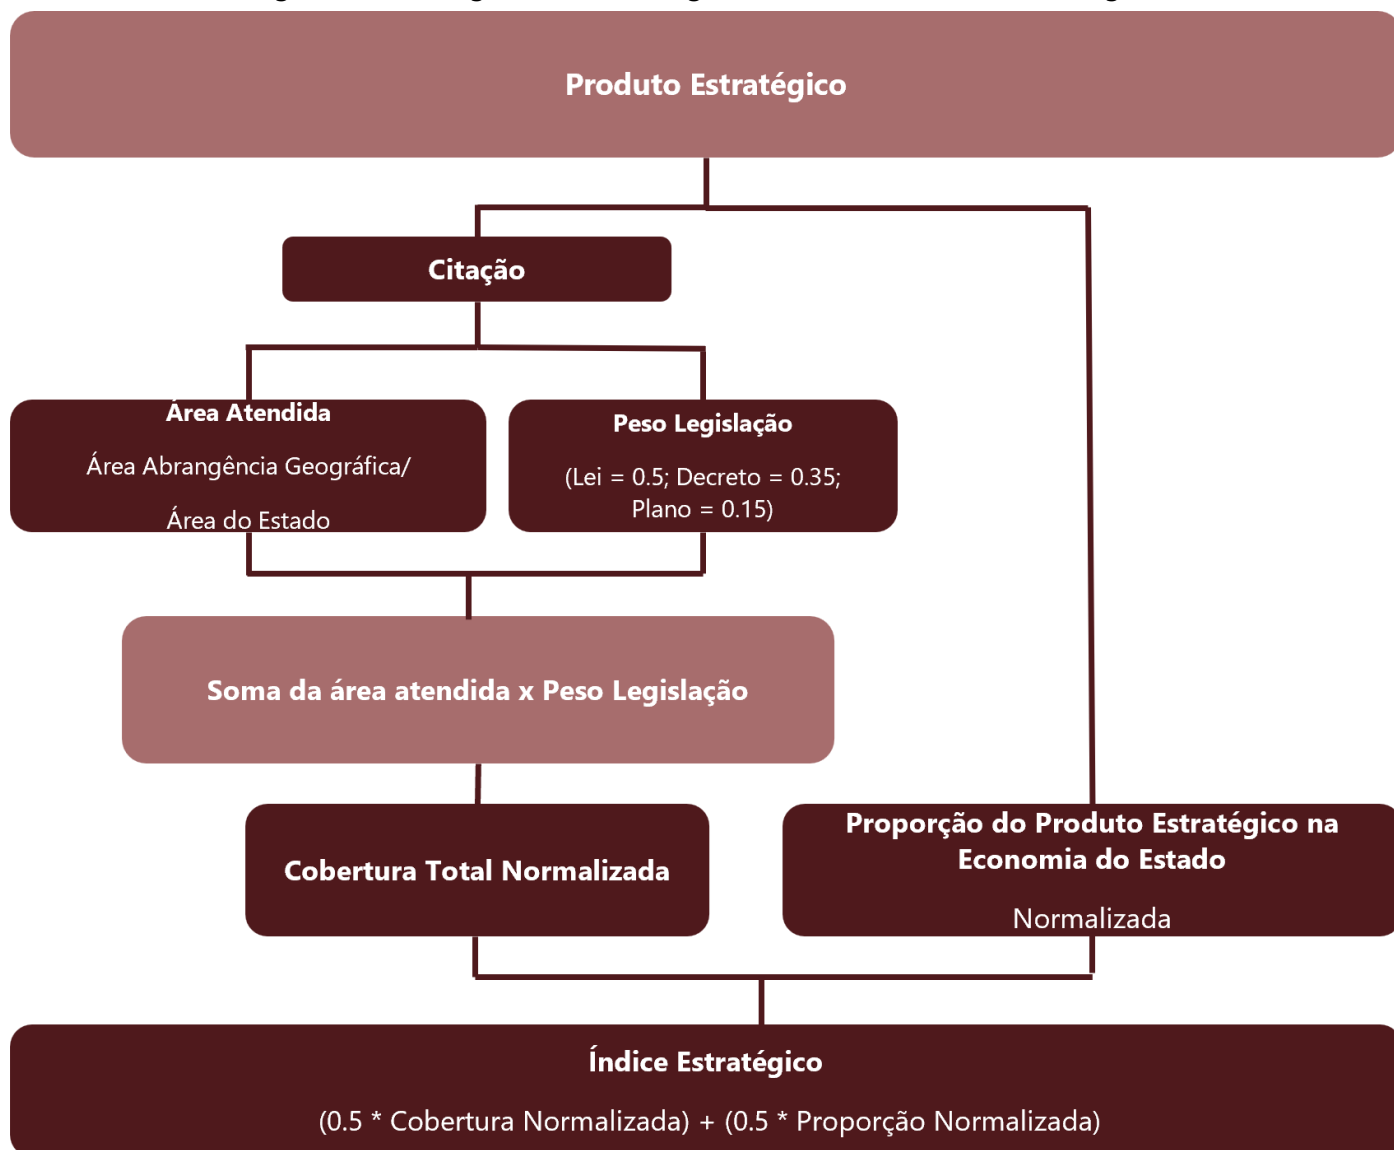 Produto Estratégico
Citação
Área Atendida
Área Abrangência Geográfica/
Área do Estado
Peso Legislação
(Lei = 0.5; Decreto = 0.35;
Plano = 0.15)
Soma da área atendida x Peso Legislação
Cobertura Total Normalizada
Proporção do Produto Estratégico na
Economia do Estado
Normalizada
Índice Estratégico
(0.5 * Cobertura Normalizada) + (0.5 * Proporção Normalizada)